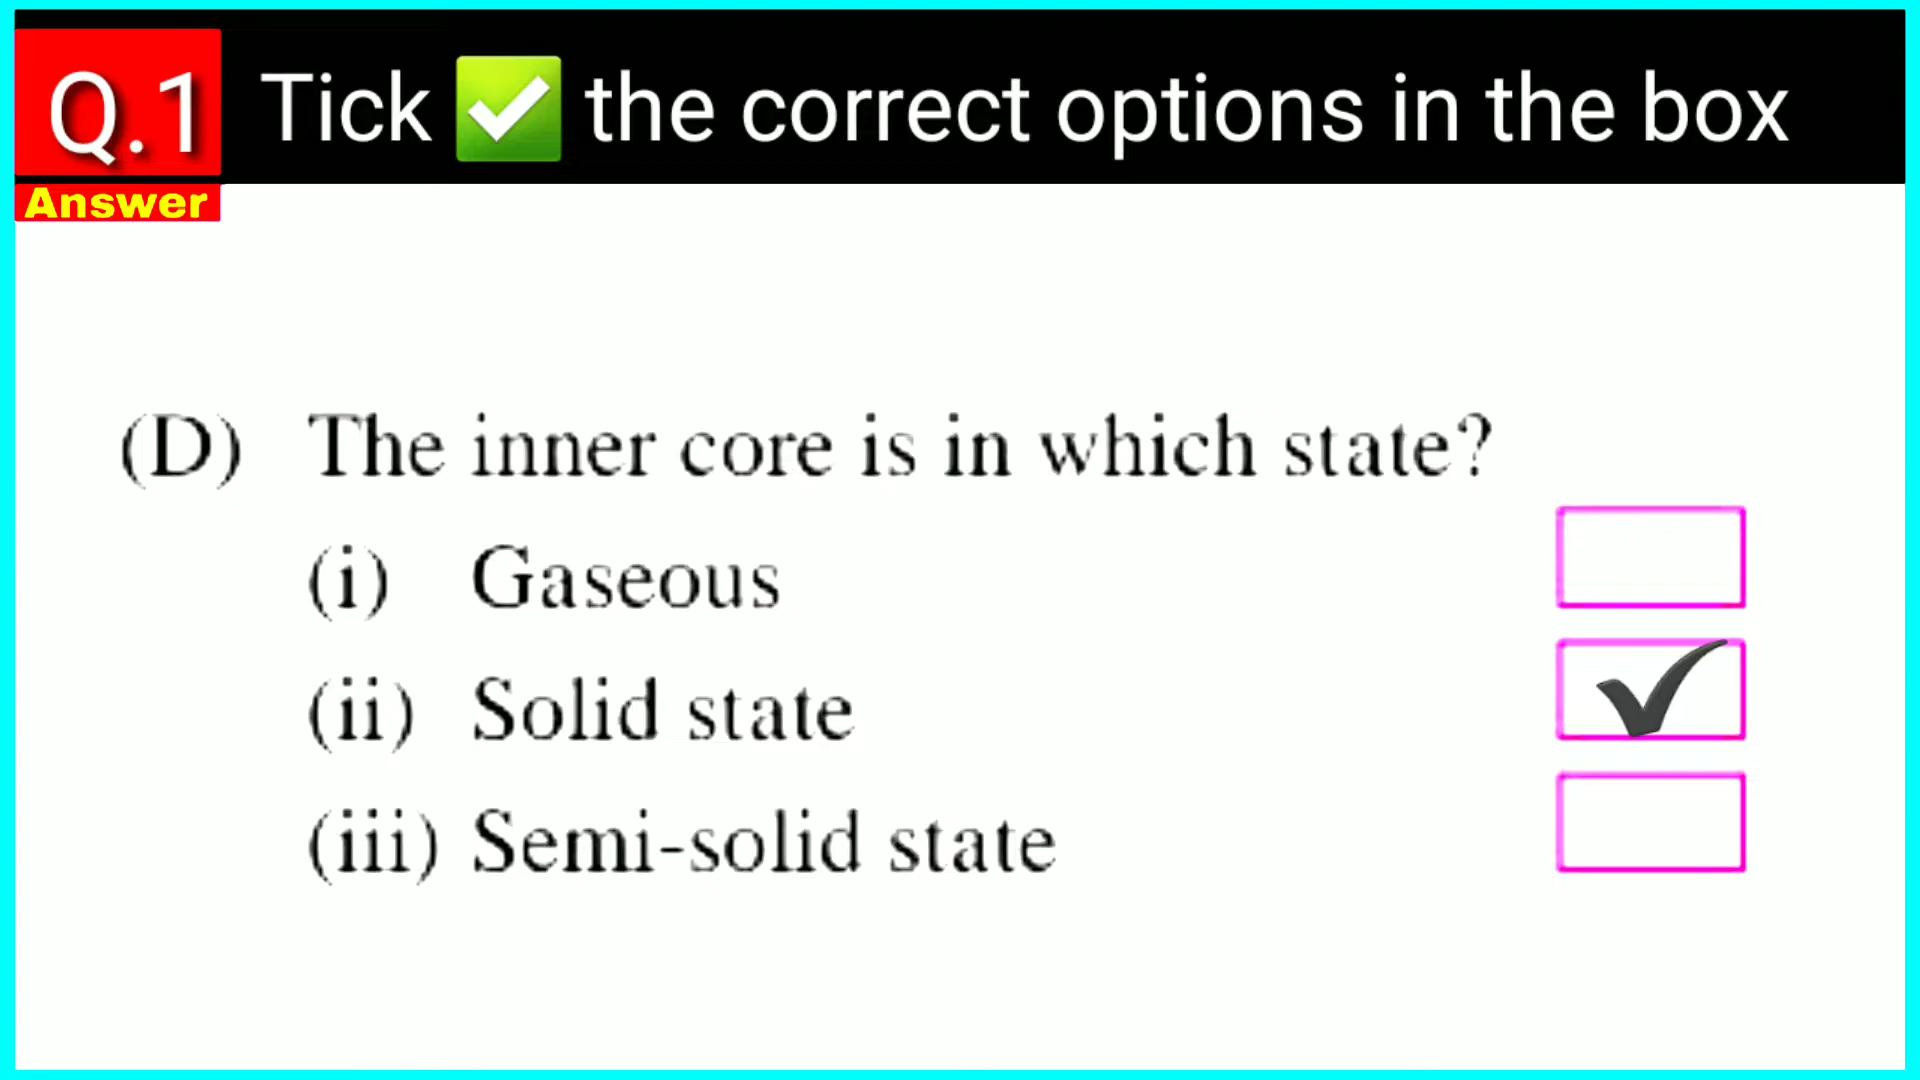 Q.1 Tick ✅ the correct options in the box
Answer
(D) The inner core is in which state?
(i) Gaseous
(ii) Solid state ✔
(iii) Semi-solid state